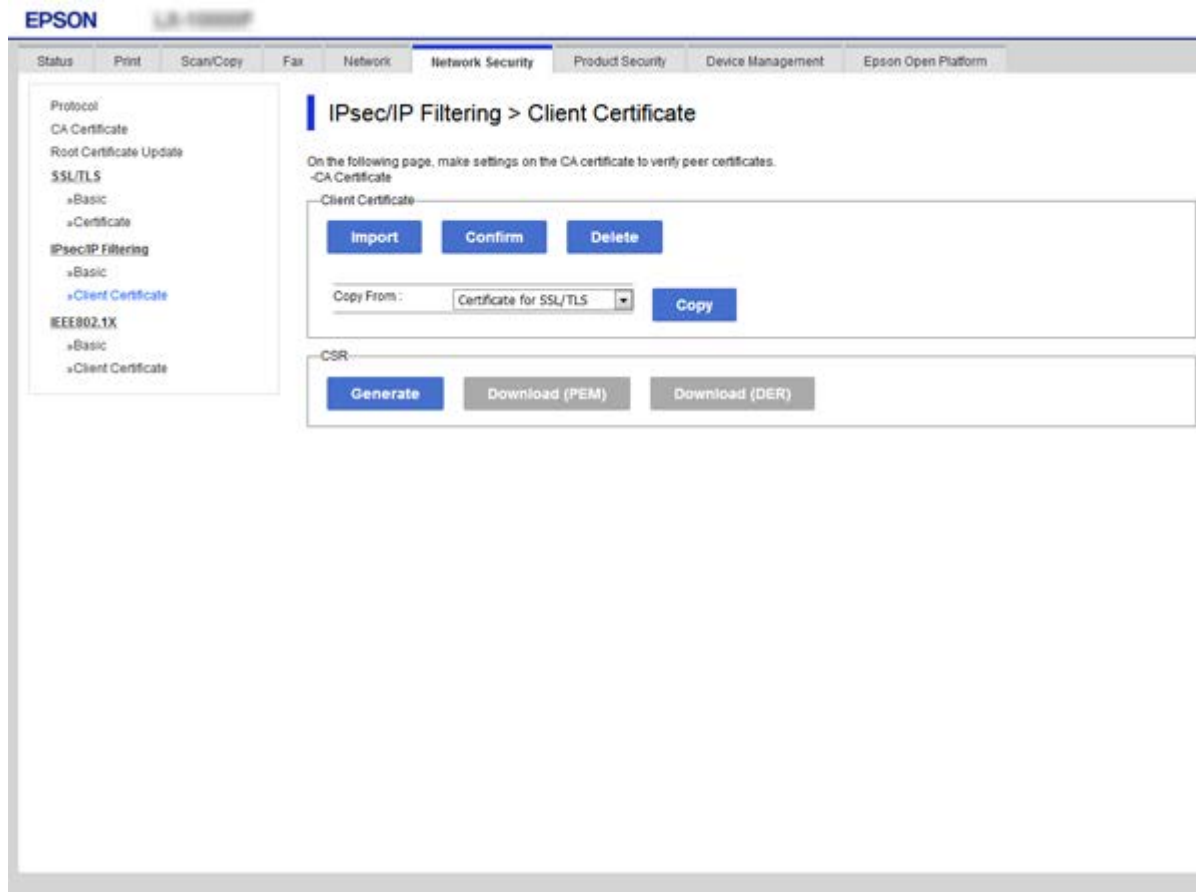 EPSON
Status Print Scan/Copy Fax Network Network Security Product Security Device Management Epson Open Platform
Protocol
CA Certificate
Root Certificate Update
SSL/TLS
»Basic
»Certificate
IPsec/IP Filtering
»Basic
»Client Certificate
IEEE802.1X
»Basic
»Client Certificate
IPsec/IP Filtering > Client Certificate
On the following page, make settings on the CA certificate to verify peer certificates.
-CA Certificate
Client Certificate
Import Confirm Delete
Copy From : Certificate for SSL/TLS Copy
CSR
Generate Download (PEM) Download (DER)